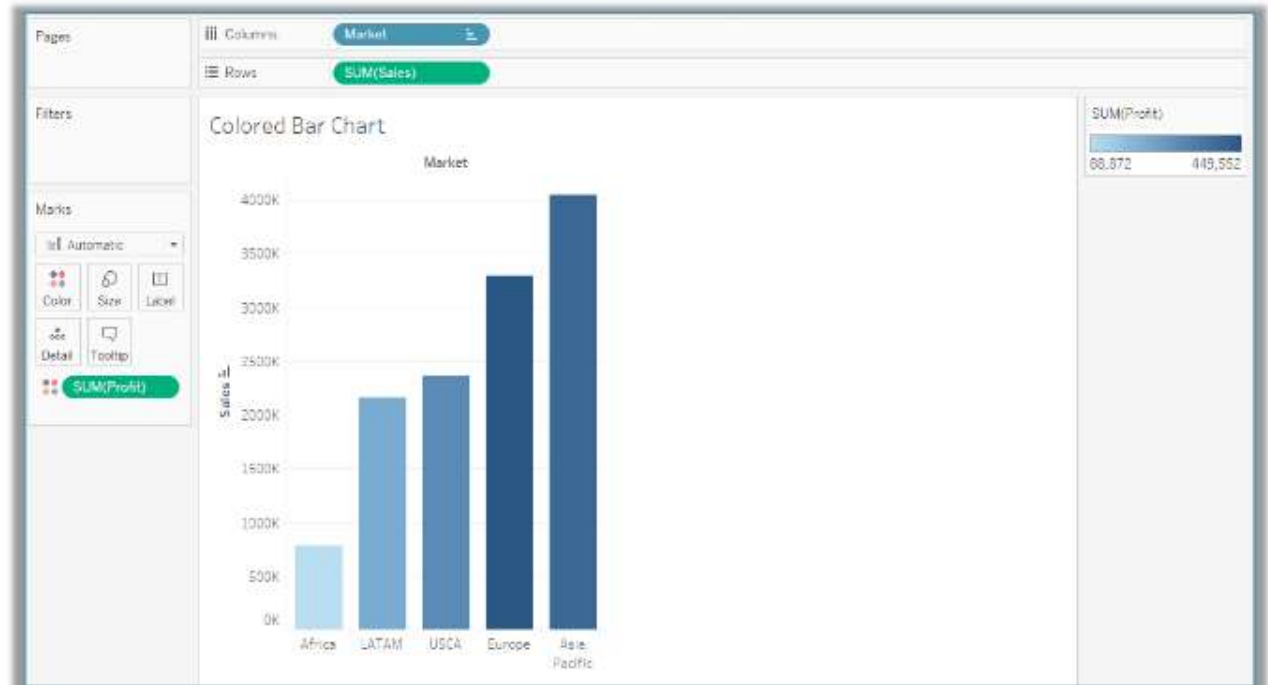 Pages
Columns
Market
Rows
SUM(Sales)
Filters
Marks
Automatic
Color
Size
Label
Detail
Tooltip
SUM(Profit)
Colored Bar Chart
Market
Sales
4000K
3500K
3000K
2500K
2000K
1500K
1000K
500K
0K
Africa
LATAM
USCA
Europe
Asia
Pacific
SUM(Profit)
88,872
449,552